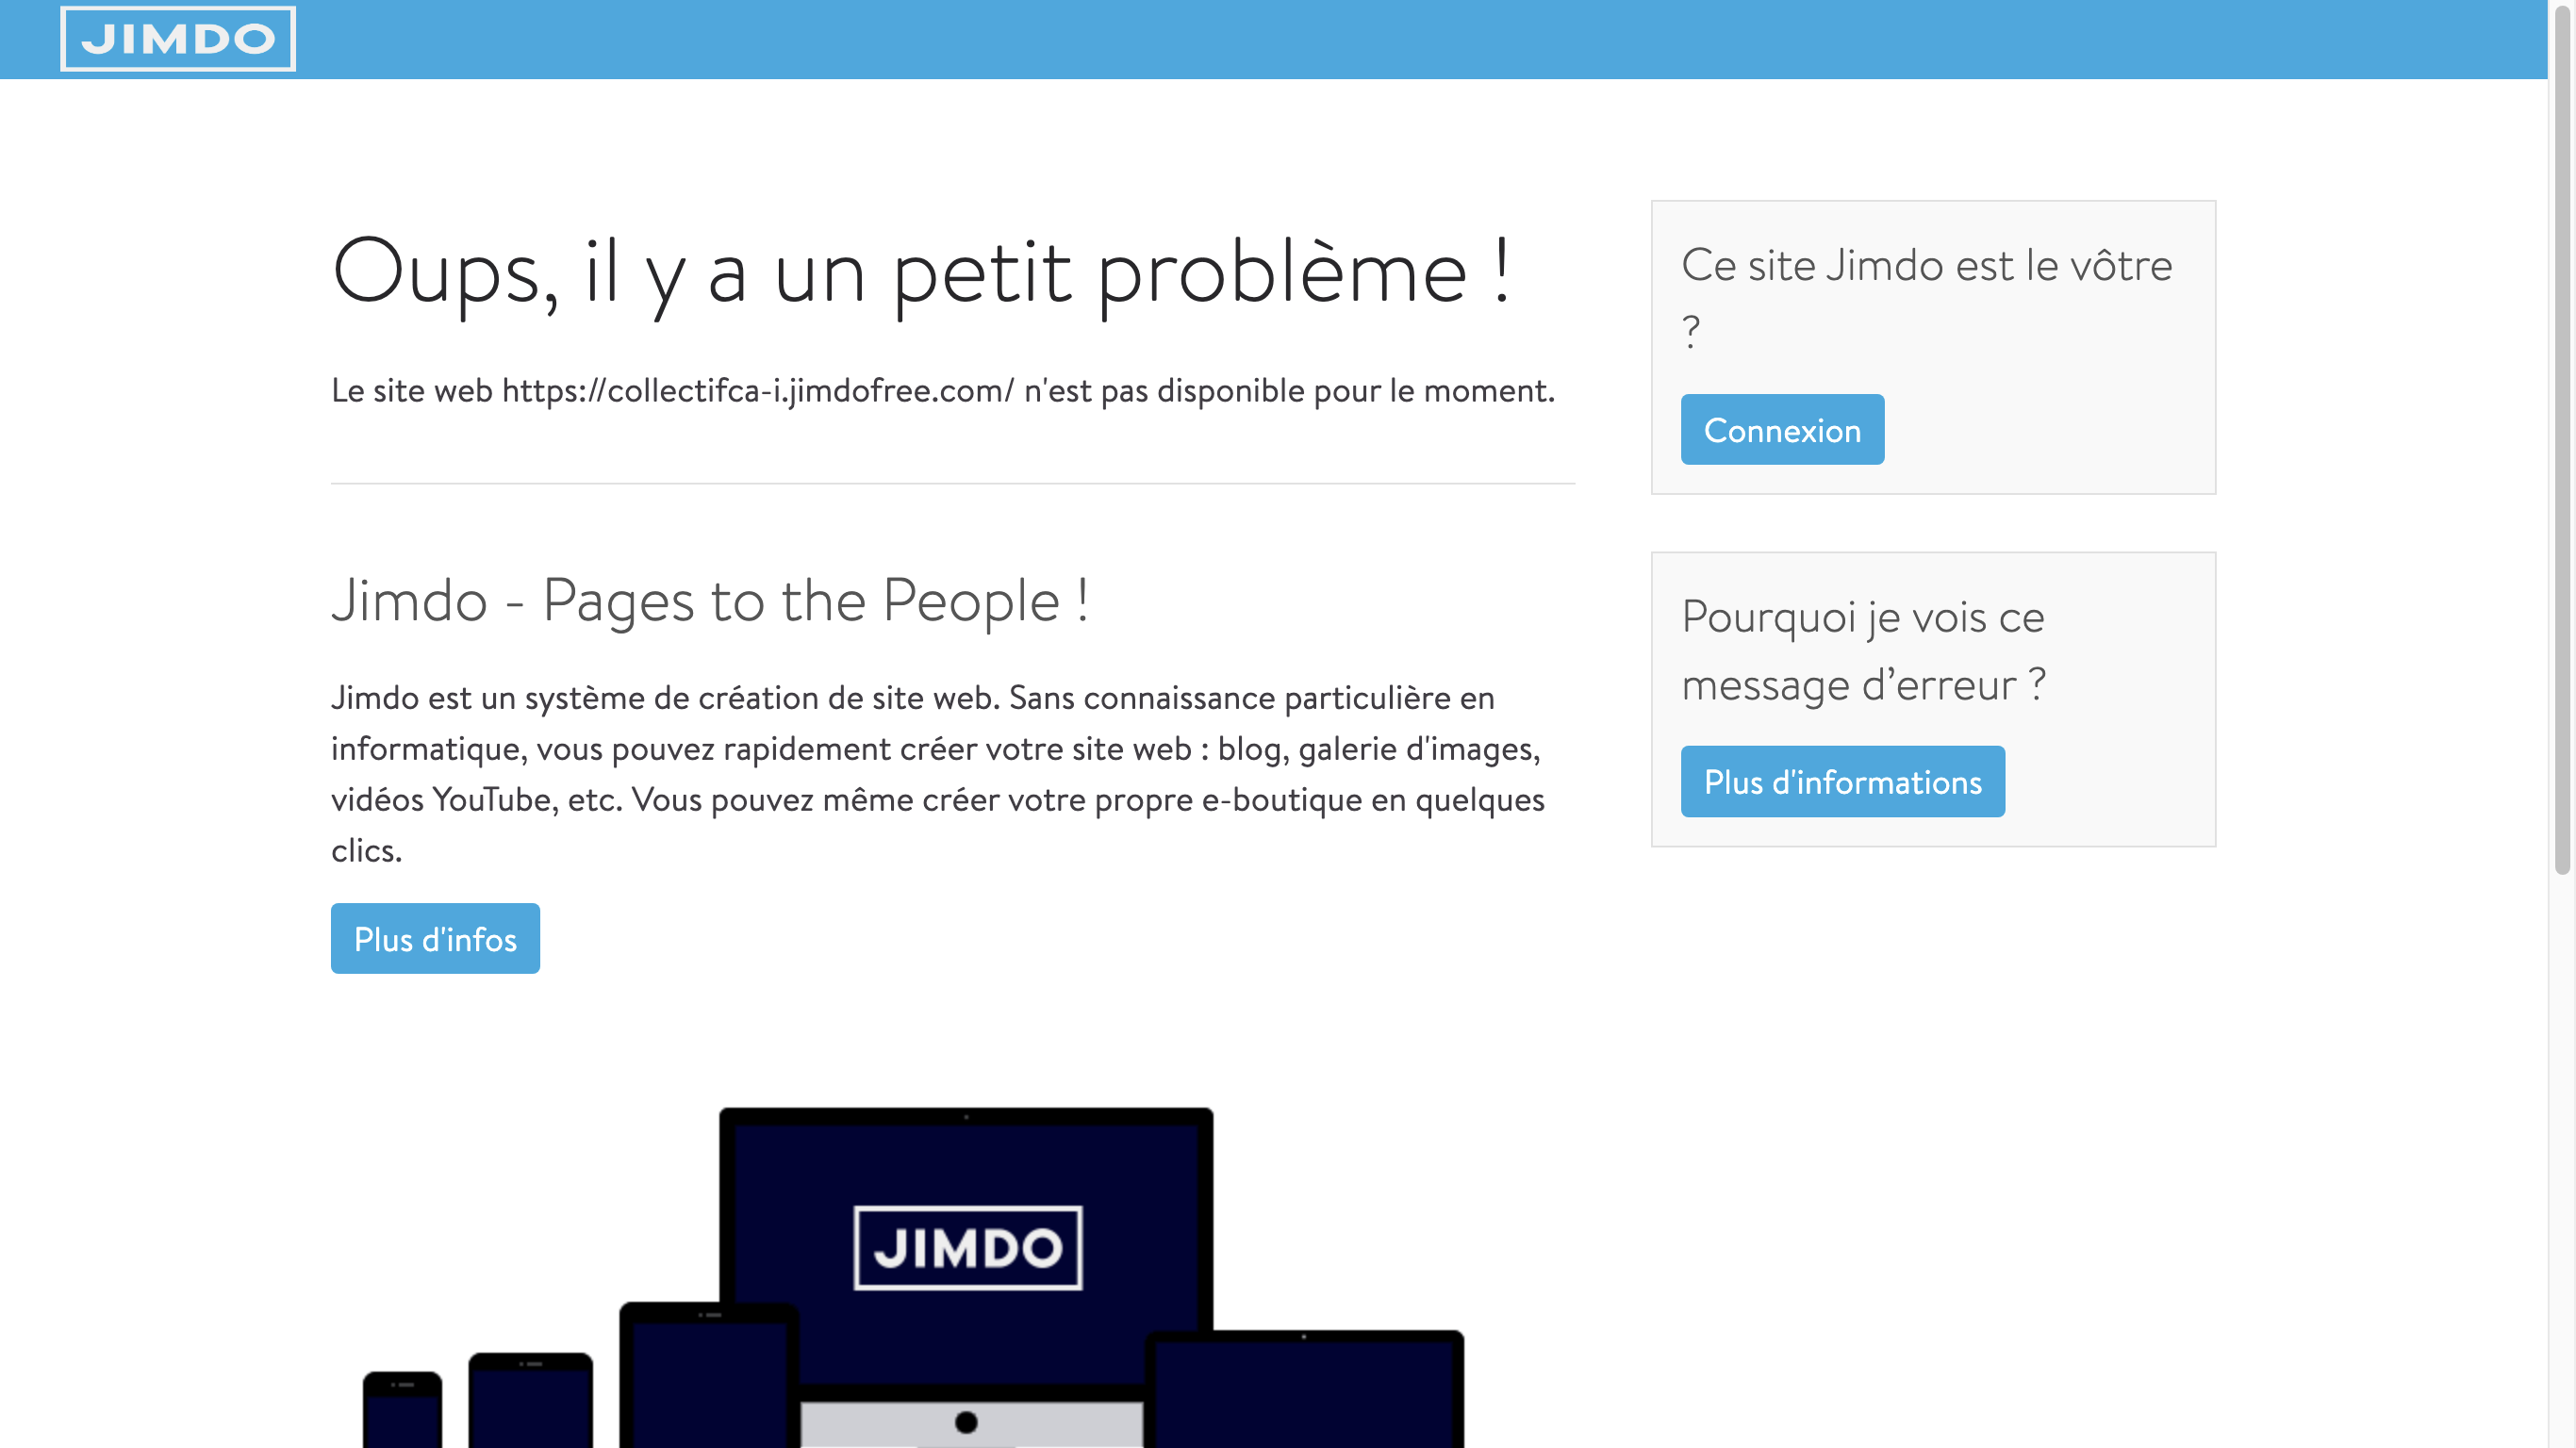 JIMDO
Oups, il y a un petit problème !
Le site web https://collectifca-i.jimdofree.com/ n'est pas disponible pour le moment.
Jimdo - Pages to the People !
Jimdo est un système de création de site web. Sans connaissance particulière en
informatique, vous pouvez rapidement créer votre site web : blog, galerie d'images,
vidéos YouTube, etc. Vous pouvez même créer votre propre e-boutique en quelques
clics.
Plus d'infos
JIMDO
Ce site Jimdo est le vôtre
?
Connexion
Pourquoi je vois ce
message d’erreur ?
Plus d'informations